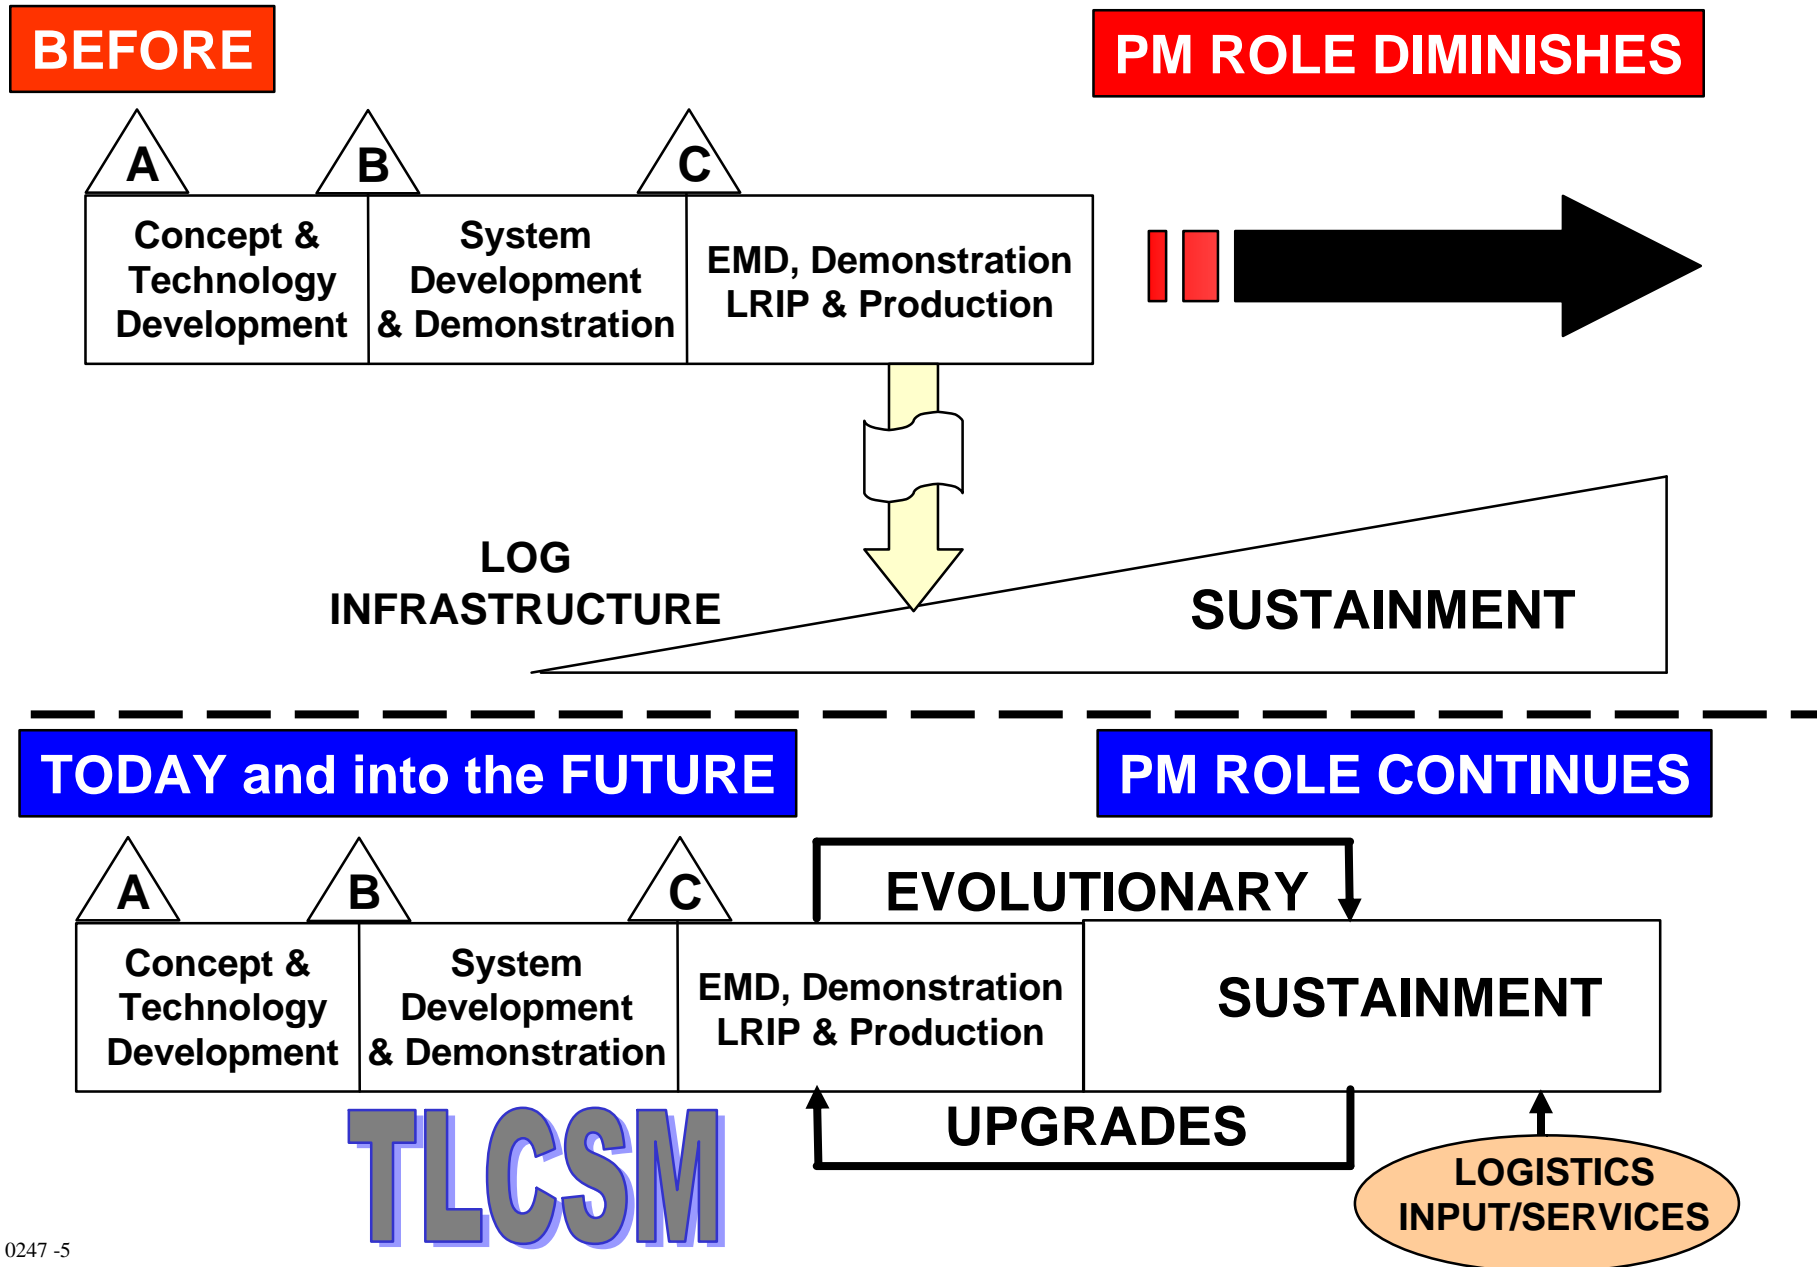 BEFORE
PM ROLE DIMINISHES
A
B
C
Concept &
Technology
Development
System
Development
& Demonstration
EMD, Demonstration
LRIP & Production
LOG
INFRASTRUCTURE
SUSTAINMENT
TODAY and into the FUTURE
PM ROLE CONTINUES
A
B
C
EVOLUTIONARY
Concept &
Technology
Development
System
Development
& Demonstration
EMD, Demonstration
LRIP & Production
SUSTAINMENT
UPGRADES
TLCSM
LOGISTICS
INPUT/SERVICES
0247 -5